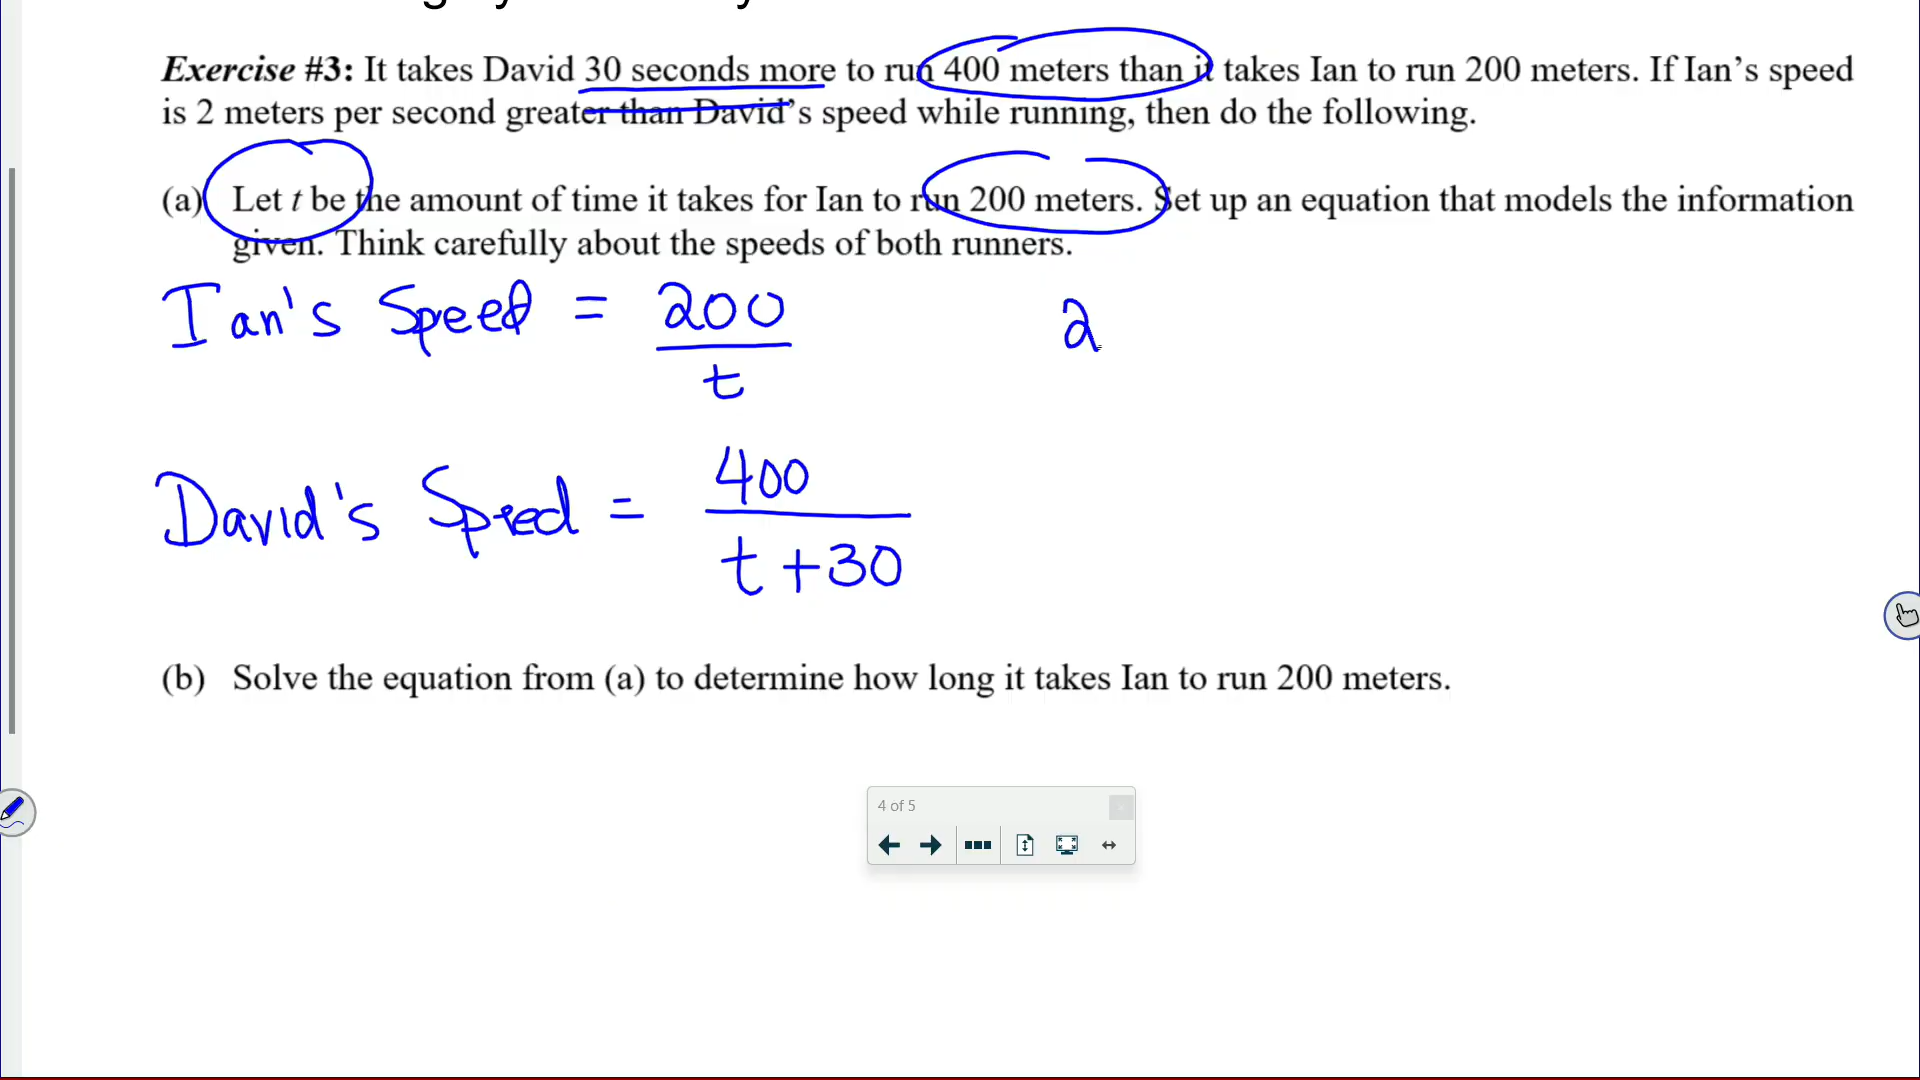 Exercise #3: It takes David 30 seconds more to run 400 meters than it takes Ian to run 200 meters. If Ian’s speed
is 2 meters per second greater than David’s speed while running, then do the following.
(a) Let t be the amount of time it takes for Ian to run 200 meters. Set up an equation that models the information
given. Think carefully about the speeds of both runners.
Ian's Speed = 200
t
2
David's Speed = 400
t + 30
(b) Solve the equation from (a) to determine how long it takes Ian to run 200 meters.
4 of 5